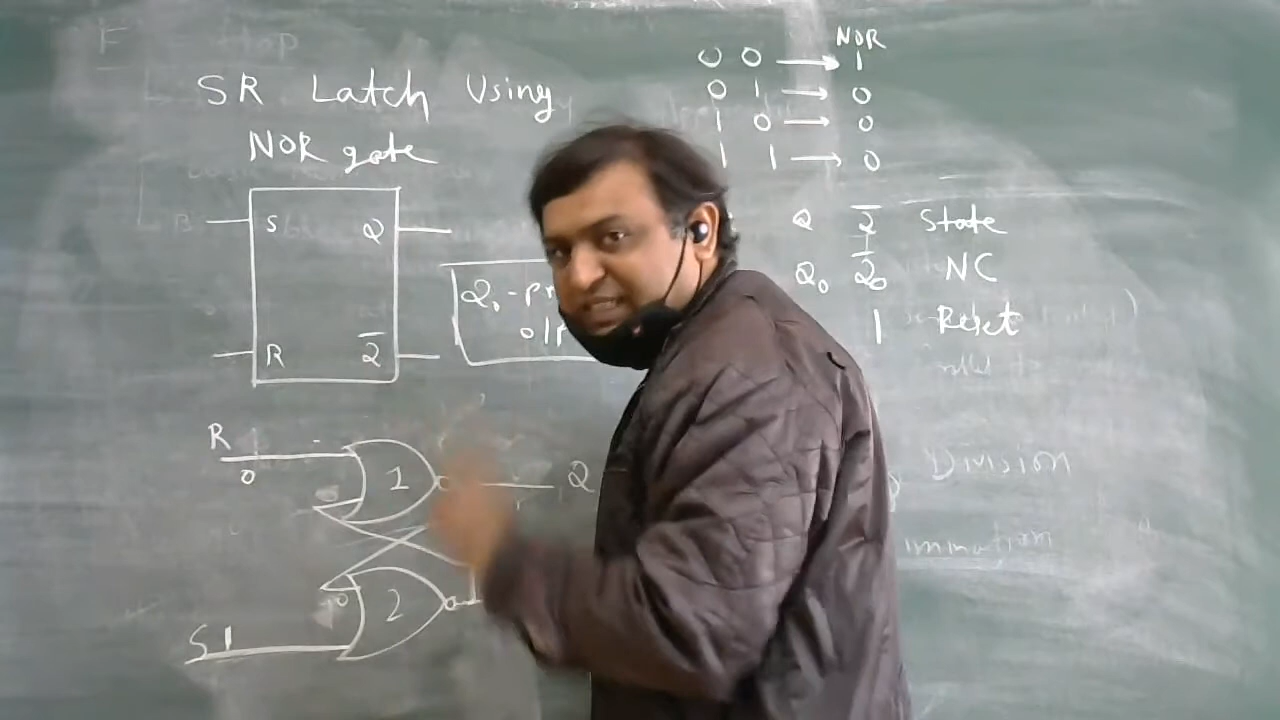 SR Latch Using
NOR gate
NOR
0 0 → 1
0 1 → 0
1 0 → 0
1 1 → 0
S Q
R Q̅
Q Q̅ State
Q₀ Q̅₀ NC
1 Reset
Q₀ -
R
0
1
Q
0
2
S 1
Division